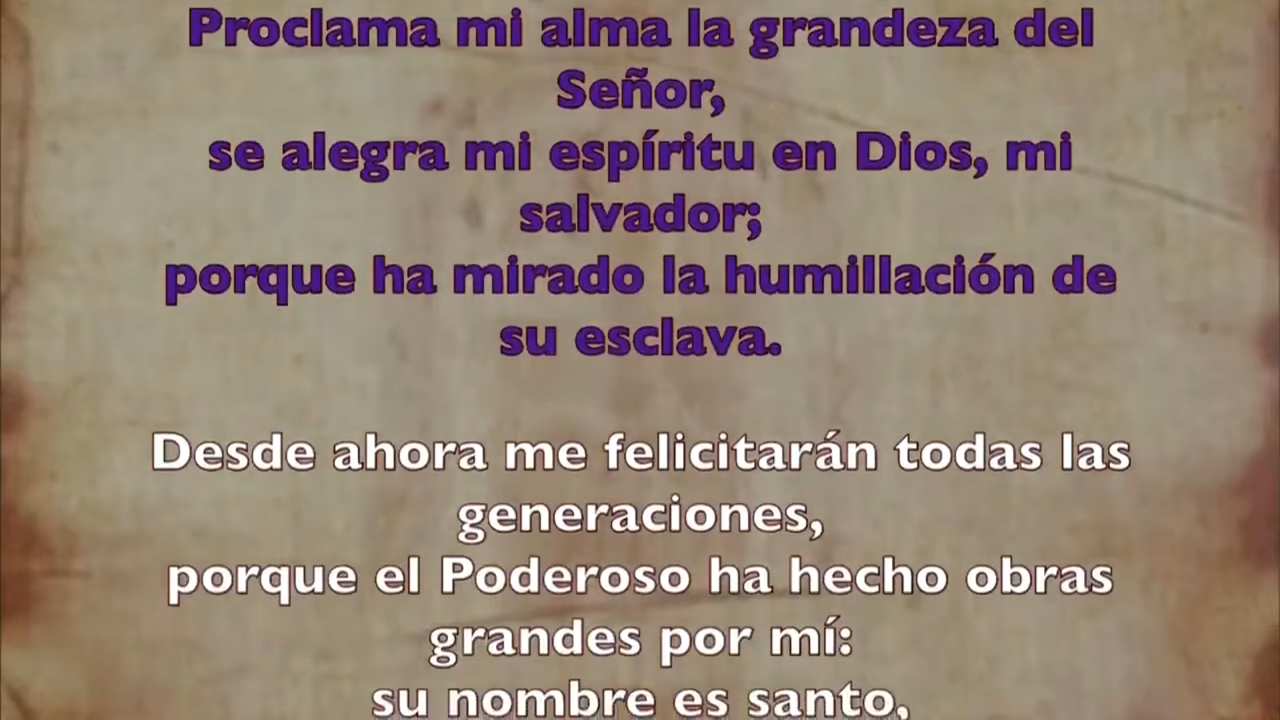 Proclama mi alma la grandeza del
Señor,
se alegra mi espíritu en Dios, mi
salvador;
porque ha mirado la humillación de
su esclava.
Desde ahora me felicitarán todas las
generaciones,
porque el Poderoso ha hecho obras
grandes por mí:
su nombre es santo,